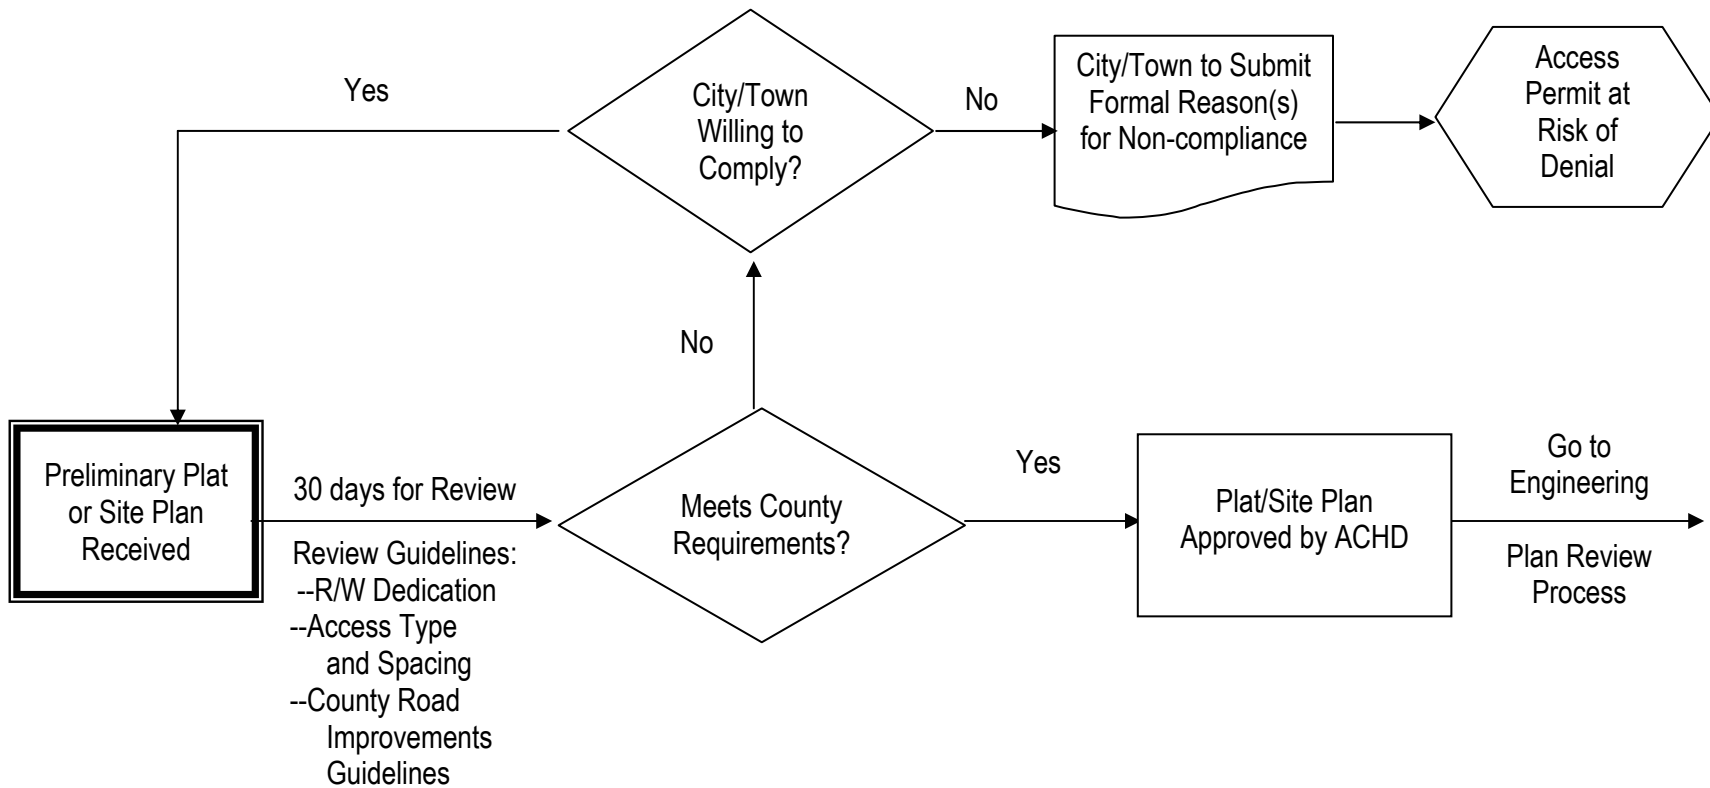 Yes
City/Town
Willing to
Comply?
No
City/Town to Submit
Formal Reason(s)
for Non-compliance
Access
Permit at
Risk of
Denial
No
Preliminary Plat
or Site Plan
Received
30 days for Review
Review Guidelines:
--R/W Dedication
--Access Type
and Spacing
--County Road
Improvements
Guidelines
Meets County
Requirements?
Yes
Plat/Site Plan
Approved by ACHD
Go to
Engineering
Plan Review
Process